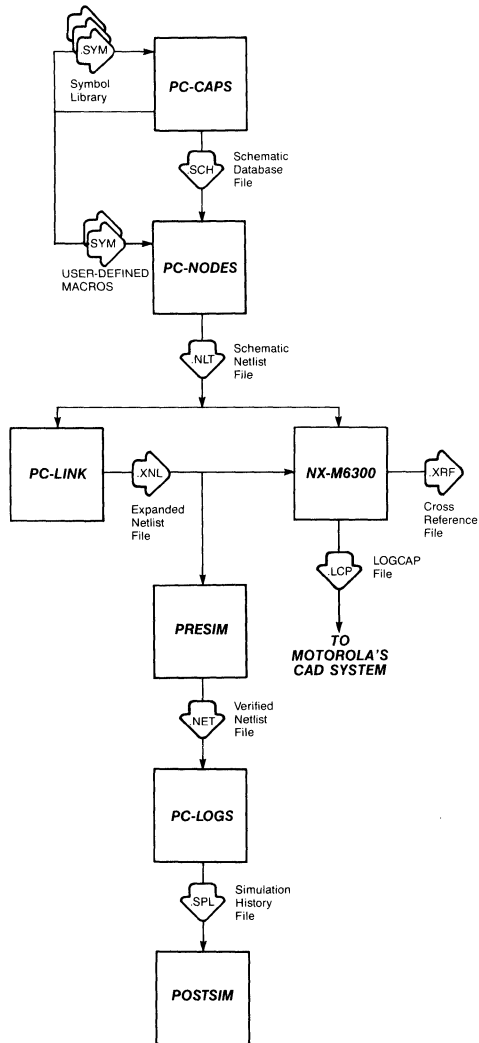 .SYM
Symbol
Library
PC-CAPS
.SCH
Schematic
Database
File
.SYM
USER-DEFINED
MACROS
PC-NODES
.NLT
Schematic
Netlist
File
PC-LINK
.XNL
Expanded
Netlist
File
NX-M6300
.XRF
Cross
Reference
File
.LCP
LOGCAP
File
TO
MOTOROLA'S
CAD SYSTEM
PRESIM
.NET
Verified
Netlist
File
PC-LOGS
.SPL
Simulation
History
File
POSTSIM